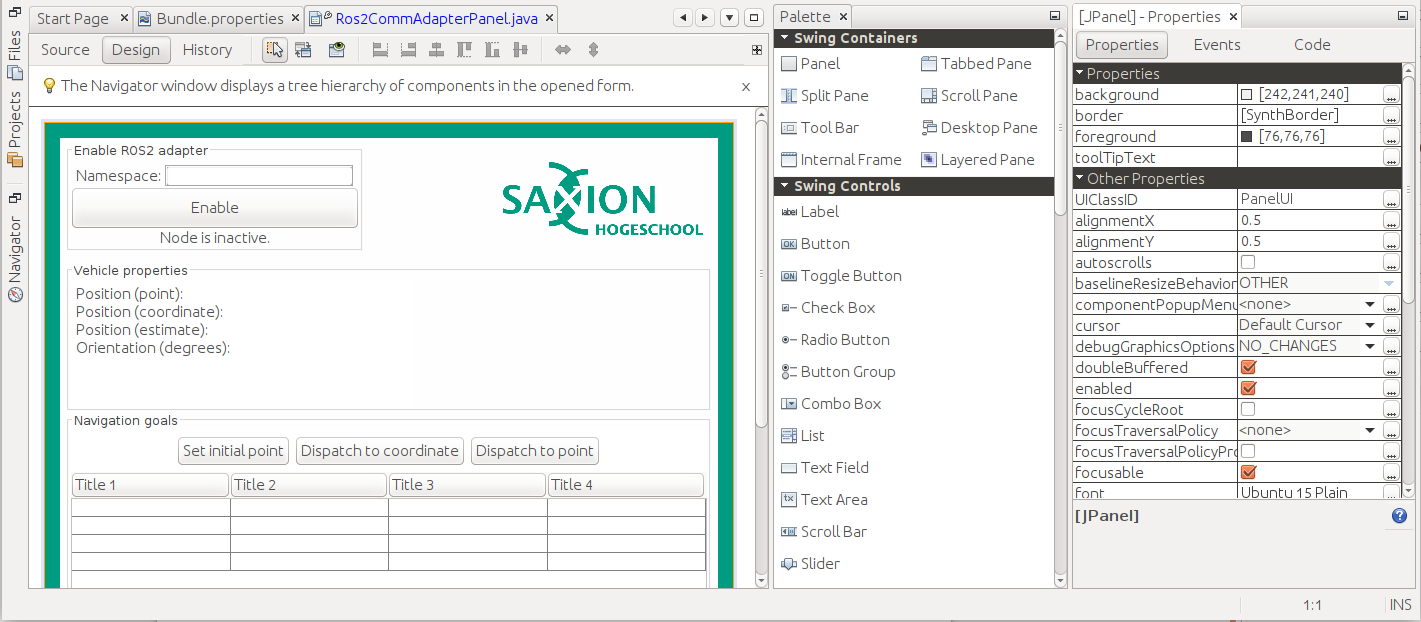 Start Page
Bundle.properties
Ros2CommAdapterPanel.java
Source Design History
The Navigator window displays a tree hierarchy of components in the opened form.
Files
Projects
Navigator
Enable ROS2 adapter
Namespace:
Enable
Node is inactive.
SAXION
HOGESCHOOL
Vehicle properties
Position (point):
Position (coordinate):
Position (estimate):
Orientation (degrees):
Navigation goals
Set initial point Dispatch to coordinate Dispatch to point
Title 1 Title 2 Title 3 Title 4
Palette
Swing Containers
Panel Tabbed Pane
Split Pane Scroll Pane
Tool Bar Desktop Pane
Internal Frame Layered Pane
Swing Controls
label Label
OK Button
ON Toggle Button
Check Box
Radio Button
Button Group
Combo Box
List
Text Field
tx Text Area
Scroll Bar
Slider
[JPanel] - Properties
Properties Events Code
Properties
background [242,241,240] ...
border [SynthBorder] ...
foreground [76,76,76] ...
toolTipText ...
Other Properties
UIClassID PanelUI ...
alignmentX 0.5 ...
alignmentY 0.5 ...
autoscrolls ...
baselineResizeBehavior OTHER
componentPopupMenu <none> ...
cursor Default Cursor ...
debugGraphicsOptions NO_CHANGES ...
doubleBuffered ...
enabled ...
focusCycleRoot ...
focusTraversalPolicy <none> ...
focusTraversalPolicyPro ...
focusable ...
font Ubuntu 15 Plain ...
[JPanel] ?
1:1 INS